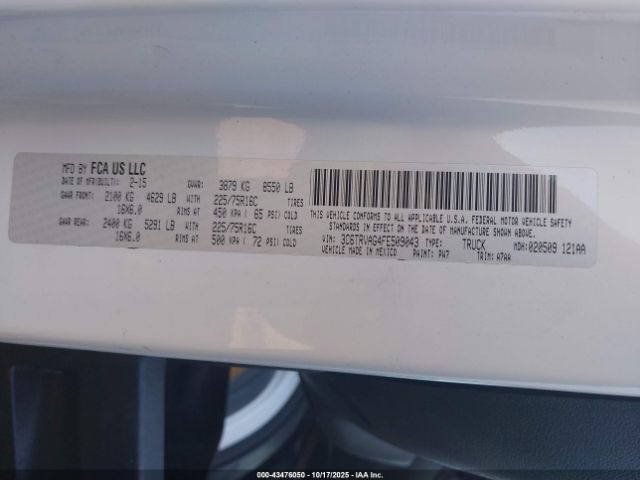 MFD BY FCA US LLC
DATE OF MFR(BUILT): 2-15 GVWR: 3879 KG 8550 LB
GAWR FRONT: 2100 KG 4629 LB WITH 225/75R16C
16X6.0 RIMS AT 450 KPA ( 65 PSI) COLD
GAWR REAR: 2400 KG 5291 LB WITH 225/75R16C
16X6.0 RIMS AT 500 KPA ( 72 PSI) COLD
THIS VEHICLE CONFORMS TO ALL APPLICABLE U.S.A. FEDERAL MOTOR VEHICLE SAFETY
STANDARDS IN EFFECT ON THE DATE OF MANUFACTURE SHOWN ABOVE.
VIN: 3C6TRVAG4FE509043 TYPE: TRUCK MDH: 020509 121AA
VEHICLE MADE IN MEXICO PAINT: PW7 TRIM: A7AA
000-43476050 - 10/17/2025 - IAAI.com